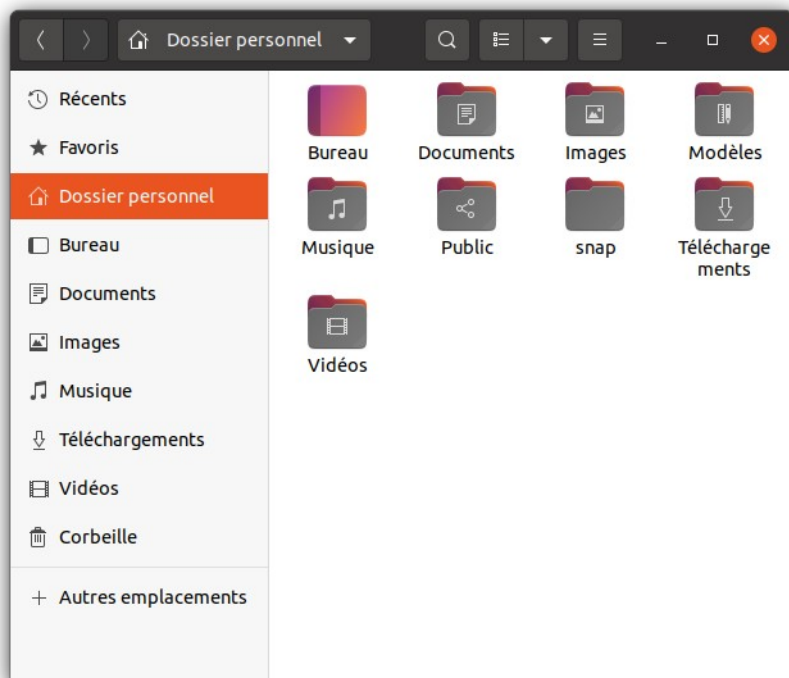 Dossier personnel
Récents
Favoris
Dossier personnel
Bureau
Documents
Images
Musique
Téléchargements
Vidéos
Corbeille
Autres emplacements
Bureau
Documents
Images
Modèles
Musique
Public
snap
Télécharge
ments
Vidéos